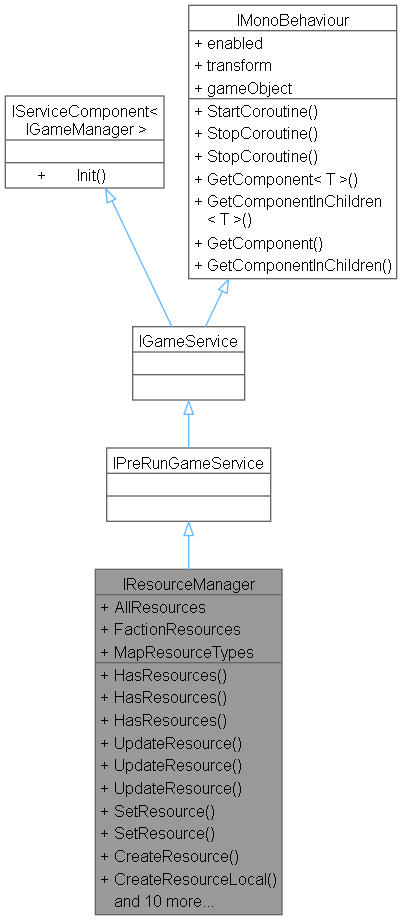 IMonoBehaviour
+ enabled
+ transform
+ gameObject
+ StartCoroutine()
+ StopCoroutine()
+ StopCoroutine()
+ GetComponent< T >()
+ GetComponentInChildren
< T >()
+ GetComponent()
+ GetComponentInChildren()
IServiceComponent<
IGameManager >
+ Init()
IGameService
IPreRunGameService
IResourceManager
+ AllResources
+ FactionResources
+ MapResourceTypes
+ HasResources()
+ HasResources()
+ HasResources()
+ UpdateResource()
+ UpdateResource()
+ UpdateResource()
+ SetResource()
+ SetResource()
+ CreateResource()
+ CreateResourceLocal()
and 10 more...